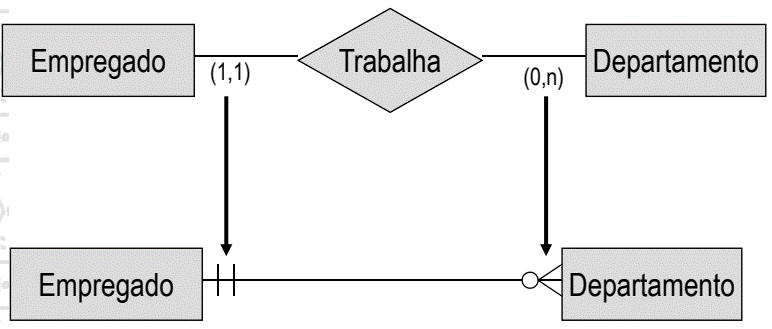 Empregado
Trabalha
Departamento
(1,1)
(0,n)
Empregado
Departamento